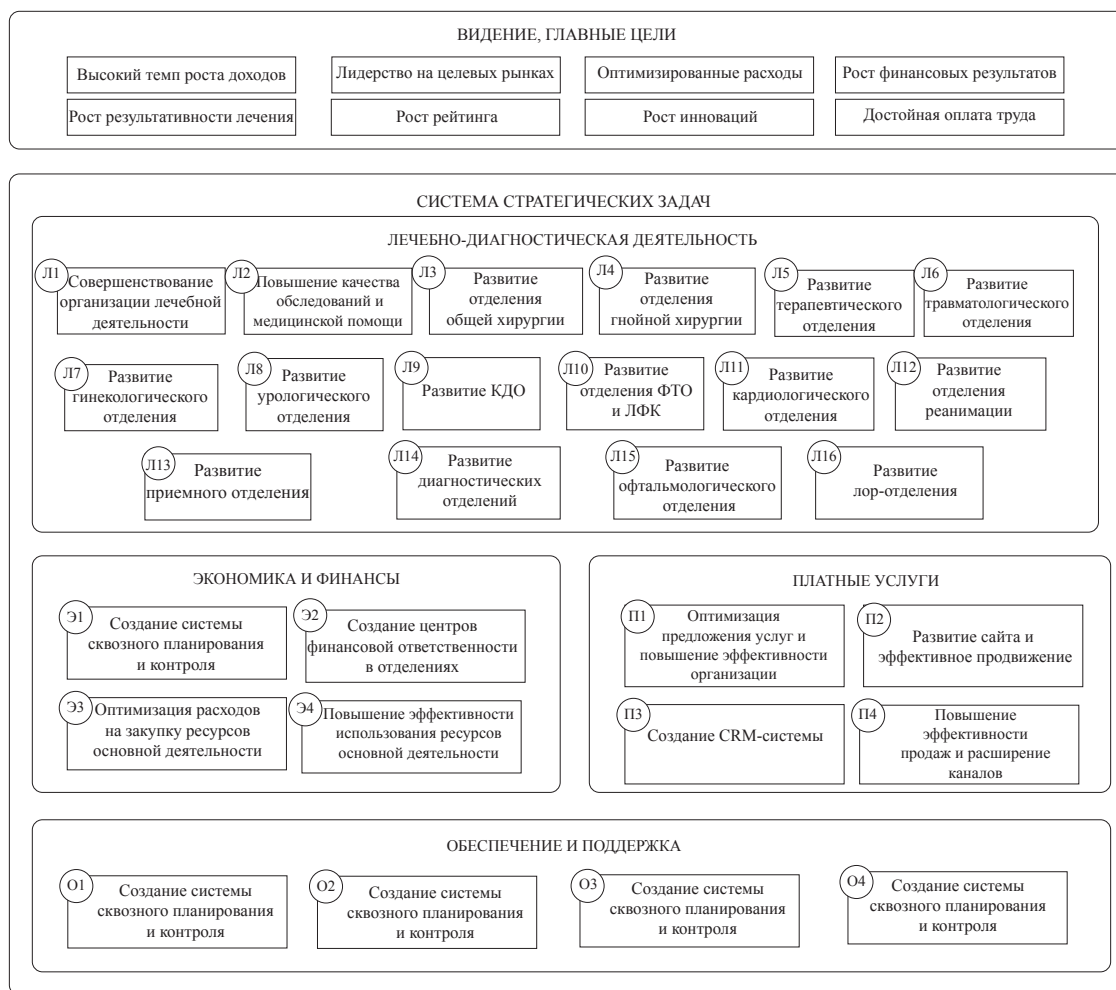 ВИДЕНИЕ, ГЛАВНЫЕ ЦЕЛИ
Высокий темп роста доходов
Лидерство на целевых рынках
Оптимизированные расходы
Рост финансовых результатов
Рост результативности лечения
Рост рейтинга
Рост инноваций
Достойная оплата труда
СИСТЕМА СТРАТЕГИЧЕСКИХ ЗАДАЧ
ЛЕЧЕБНО-ДИАГНОСТИЧЕСКАЯ ДЕЯТЕЛЬНОСТЬ
Л1
Совершенствование
организации лечебной
деятельности
Л2
Повышение качества
обследований и
медицинской помощи
Л3
Развитие
отделения
общей хирургии
Л4
Развитие
отделения
гнойной хирургии
Л5
Развитие
терапевтического
отделения
Л6
Развитие
травматологического
отделения
Л7
Развитие
гинекологического
отделения
Л8
Развитие
урологического
отделения
Л9
Развитие КДО
Л10
Развитие
отделения ФТО
и ЛФК
Л11
Развитие
кардиологического
отделения
Л12
Развитие
отделения
реанимации
Л13
Развитие
приемного отделения
Л14
Развитие
диагностических
отделений
Л15
Развитие
офтальмологического
отделения
Л16
Развитие
лор-отделения
ЭКОНОМИКА И ФИНАНСЫ
Э1
Создание системы
сквозного планирования
и контроля
Э2
Создание центров
финансовой ответственности
в отделениях
Э3
Оптимизация расходов
на закупку ресурсов
основной деятельности
Э4
Повышение эффективности
использования ресурсов
основной деятельности
ПЛАТНЫЕ УСЛУГИ
П1
Оптимизация
предложения услуг и
повышение эффективности
организации
П2
Развитие сайта и
эффективное продвижение
П3
Создание CRM-системы
П4
Повышение
эффективности
продаж и расширение
каналов
ОБЕСПЕЧЕНИЕ И ПОДДЕРЖКА
О1
Создание системы
сквозного планирования
и контроля
О2
Создание системы
сквозного планирования
и контроля
О3
Создание системы
сквозного планирования
и контроля
О4
Создание системы
сквозного планирования
и контроля